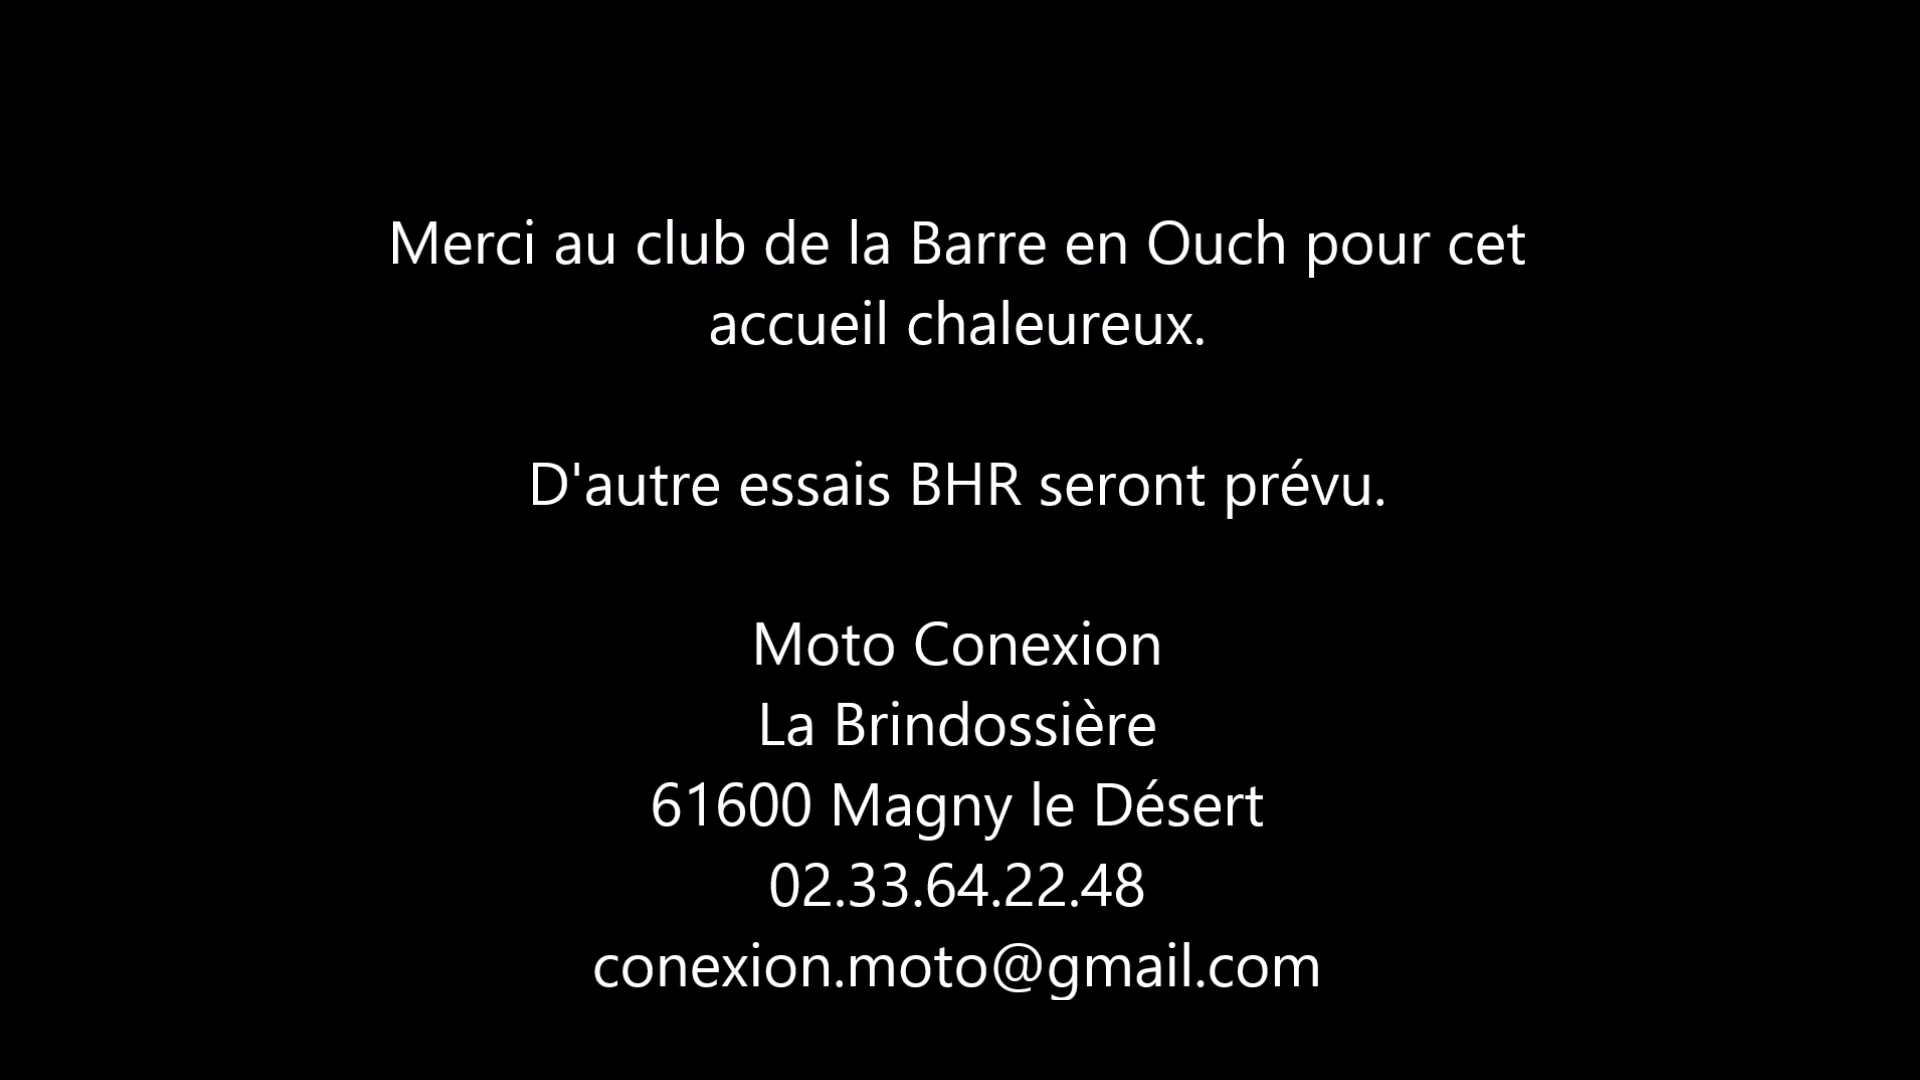 Merci au club de la Barre en Ouch pour cet
accueil chaleureux.
D'autre essais BHR seront prévu.
Moto Conexion
La Brindossière
61600 Magny le Désert
02.33.64.22.48
conexion.moto@gmail.com